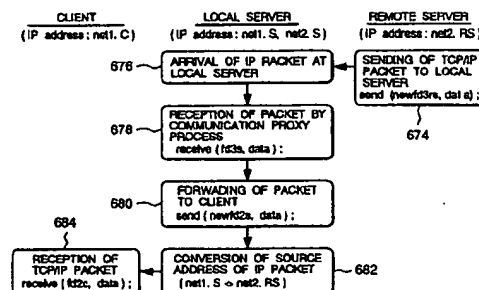 CLIENT
(IP address: net1. C)
LOCAL SERVER
(IP address: net1. S, net2. S)
REMOTE SERVER
(IP address: net2. RS)
676
ARRIVAL OF IP PACKET AT
LOCAL SERVER
SENDING OF TCP/IP
PACKET TO LOCAL
SERVER
send (newfd3rs, data);
674
678
RECEPTION OF PACKET BY
COMMUNICATION PROXY
PROCESS
receive (fd3s, data);
680
FORWADING OF PACKET
TO CLIENT
send (newfd2s, data);
684
RECEPTION OF
TCP/IP PACKET
receive (fd2c, data);
CONVERSION OF SOURCE
ADDRESS OF IP PACKET
(net1. S net2. RS)
682